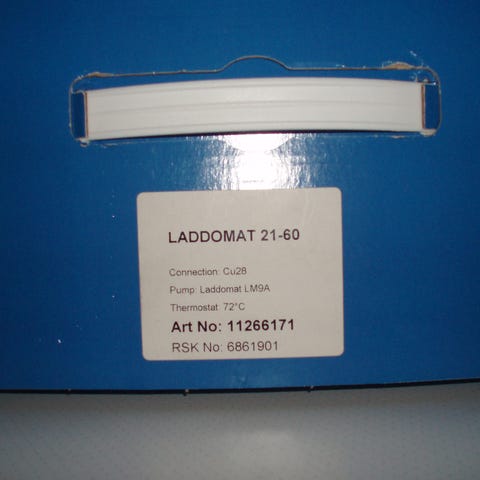 LADDOMAT 21-60
Connection: Cu28
Pump: Laddomat LM9A
Thermostat 72°C
Art No: 11266171
RSK No: 6861901